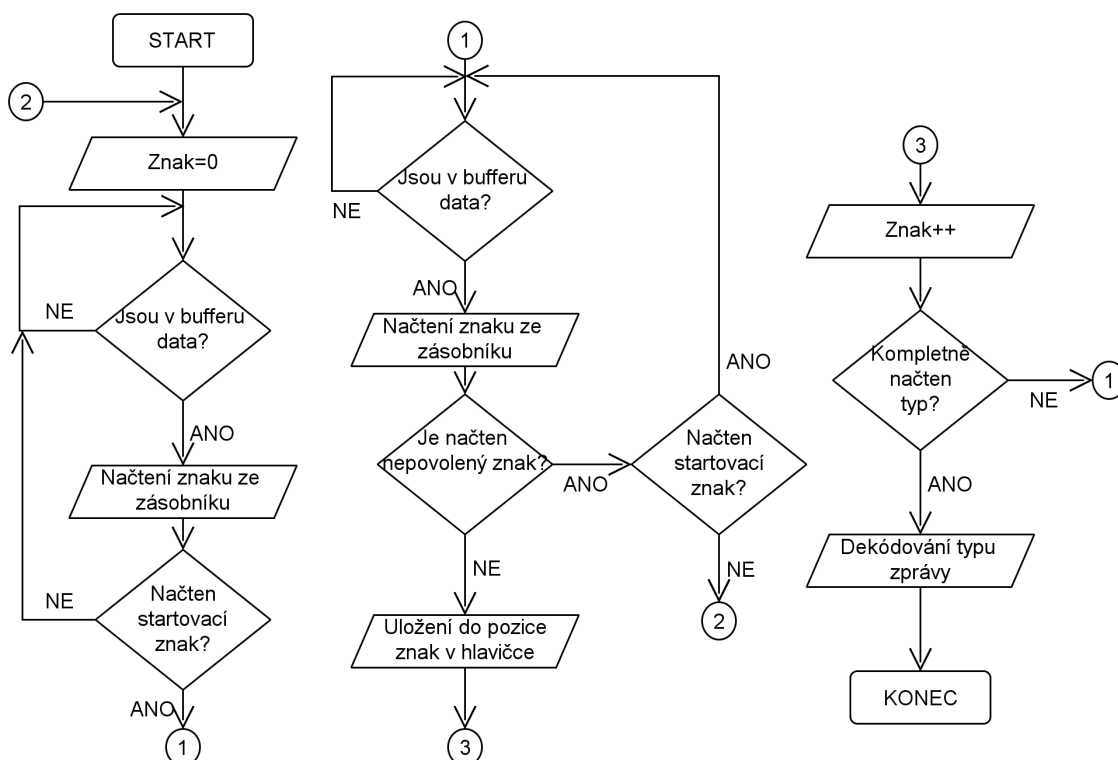 START
2
Znak=0
Jsou v bufferu
data?
NE
ANO
Načtení znaku ze
zásobníku
Načten
startovací
znak?
NE
ANO
1
1
Jsou v bufferu
data?
NE
ANO
Načtení znaku ze
zásobníku
Je načten
nepovolený znak?
ANO
NE
Uložení do pozice
znak v hlavičce
3
ANO
Načten
startovací
znak?
NE
2
3
Znak++
Kompletně
načten
typ?
NE
1
ANO
Dekódování typu
zprávy
KONEC